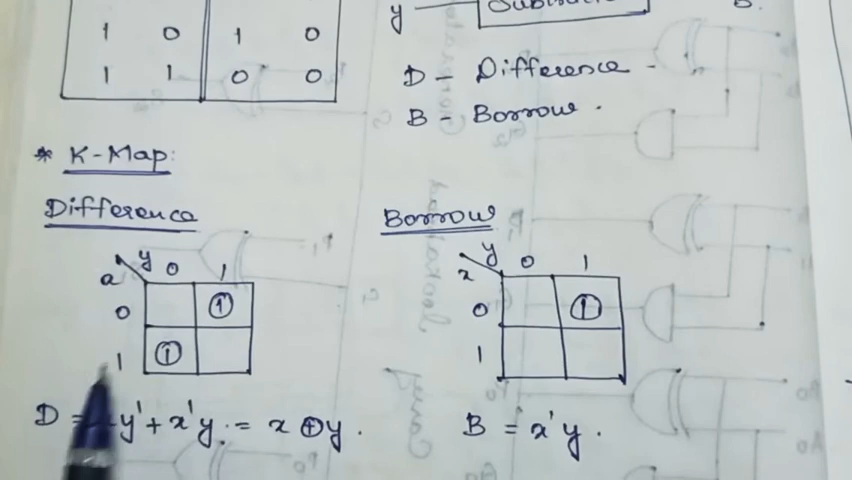 y
B.
1 0 1 0
1 1 0 0
D - Difference -
B - Borrow.
* K-Map:
Difference
Borrow
y 0 1
x
0 1
1 1
y 0 1
x
0 1
1
D = xy' + x'y. = x ⊕ y.
B = x'y.